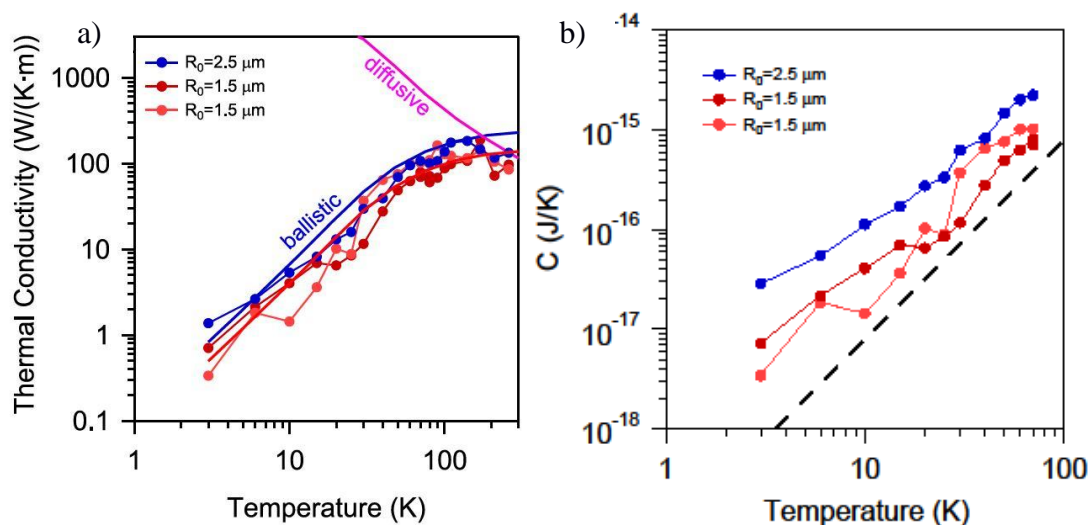 a)
Thermal Conductivity (W/(K·m))
1000
100
10
1
0.1
R₀=2.5 μm
R₀=1.5 μm
R₀=1.5 μm
diffusive
ballistic
1 10 100
Temperature (K)
b)
C (J/K)
10⁻¹⁴
10⁻¹⁵
10⁻¹⁶
10⁻¹⁷
10⁻¹⁸
R₀=2.5 μm
R₀=1.5 μm
R₀=1.5 μm
1 10 100
Temperature (K)